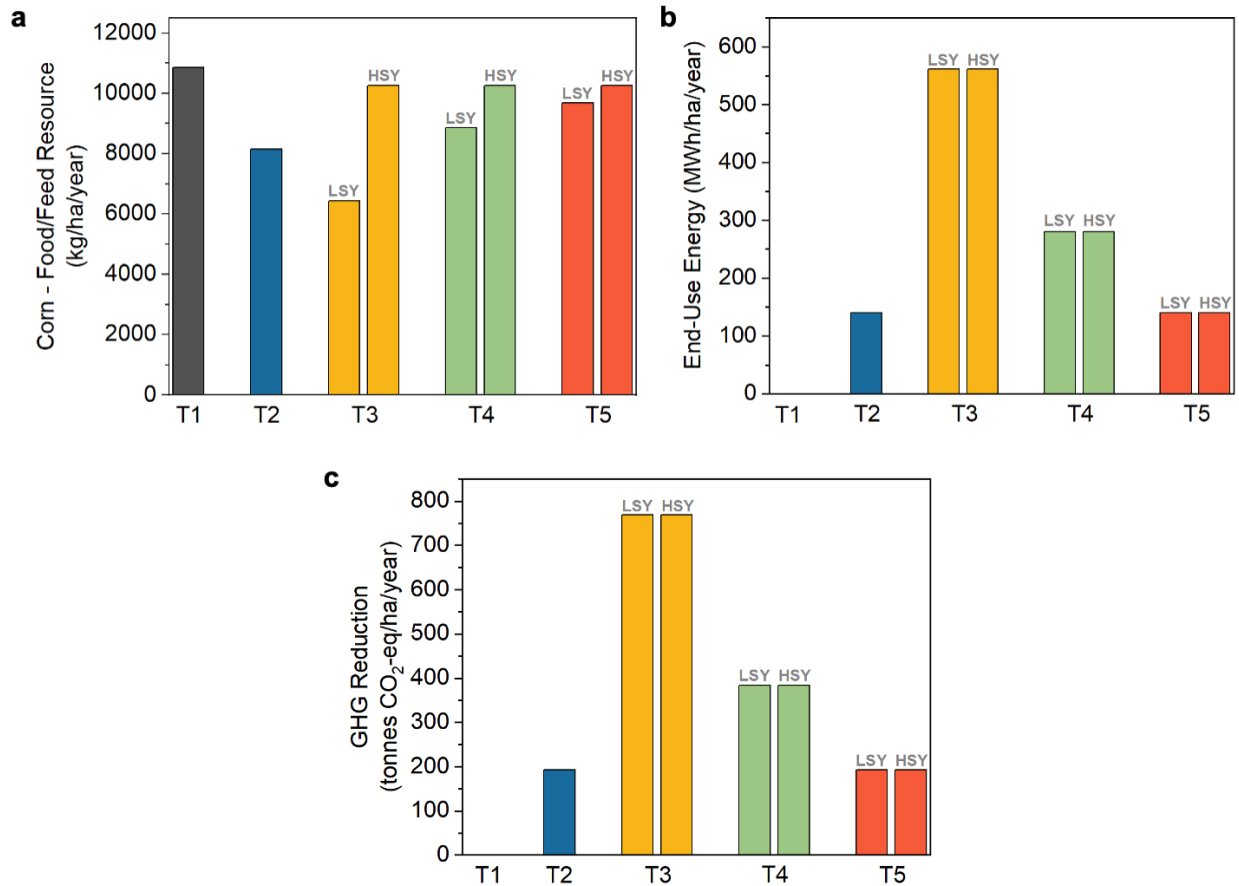 a
Corn - Food/Feed Resource
(kg/ha/year)
12000
10000
8000
6000
4000
2000
0
LSY
HSY
LSY
HSY
LSY
HSY
T1
T2
T3
T4
T5
b
End-Use Energy (MWh/ha/year)
600
500
400
300
200
100
0
LSY HSY
LSY HSY
LSY HSY
T1
T2
T3
T4
T5
c
GHG Reduction
(tonnes CO₂-eq/ha/year)
800
700
600
500
400
300
200
100
0
LSY HSY
LSY HSY
LSY HSY
T1
T2
T3
T4
T5